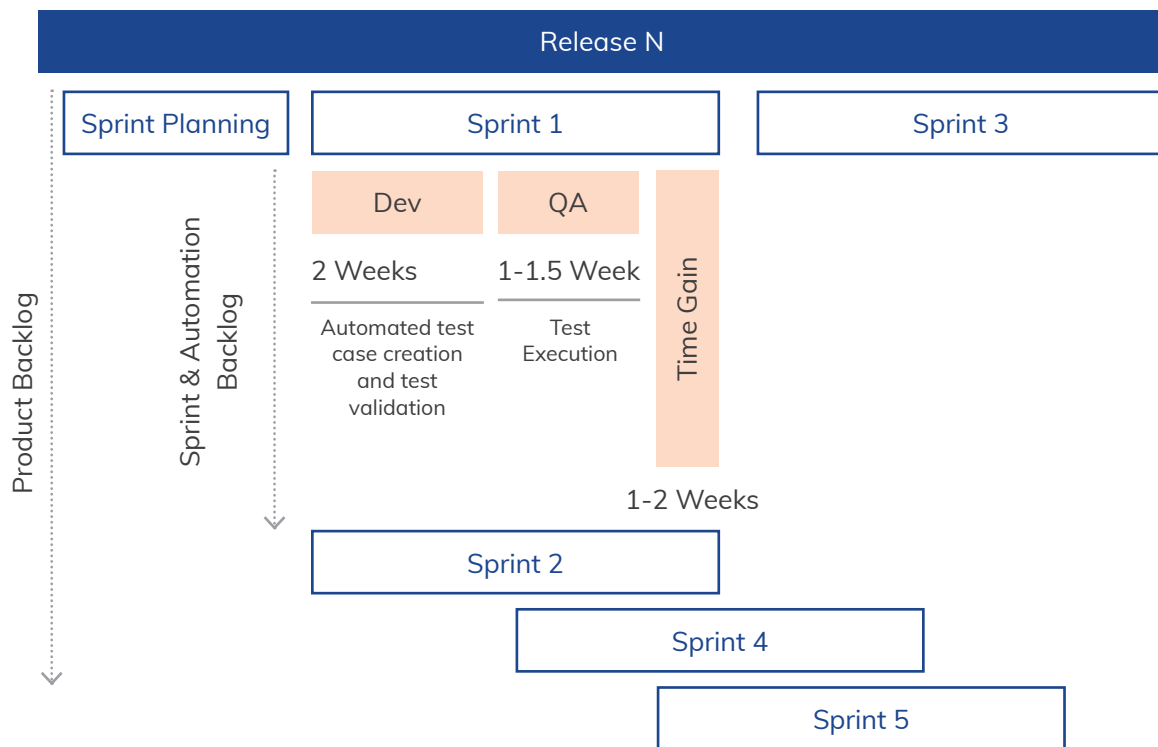 Release N
Sprint Planning
Sprint 1
Sprint 3
Product Backlog
Sprint & Automation
Backlog
Dev
2 Weeks
Automated test
case creation
and test
validation
QA
1-1.5 Week
Test
Execution
Time Gain
1-2 Weeks
Sprint 2
Sprint 4
Sprint 5